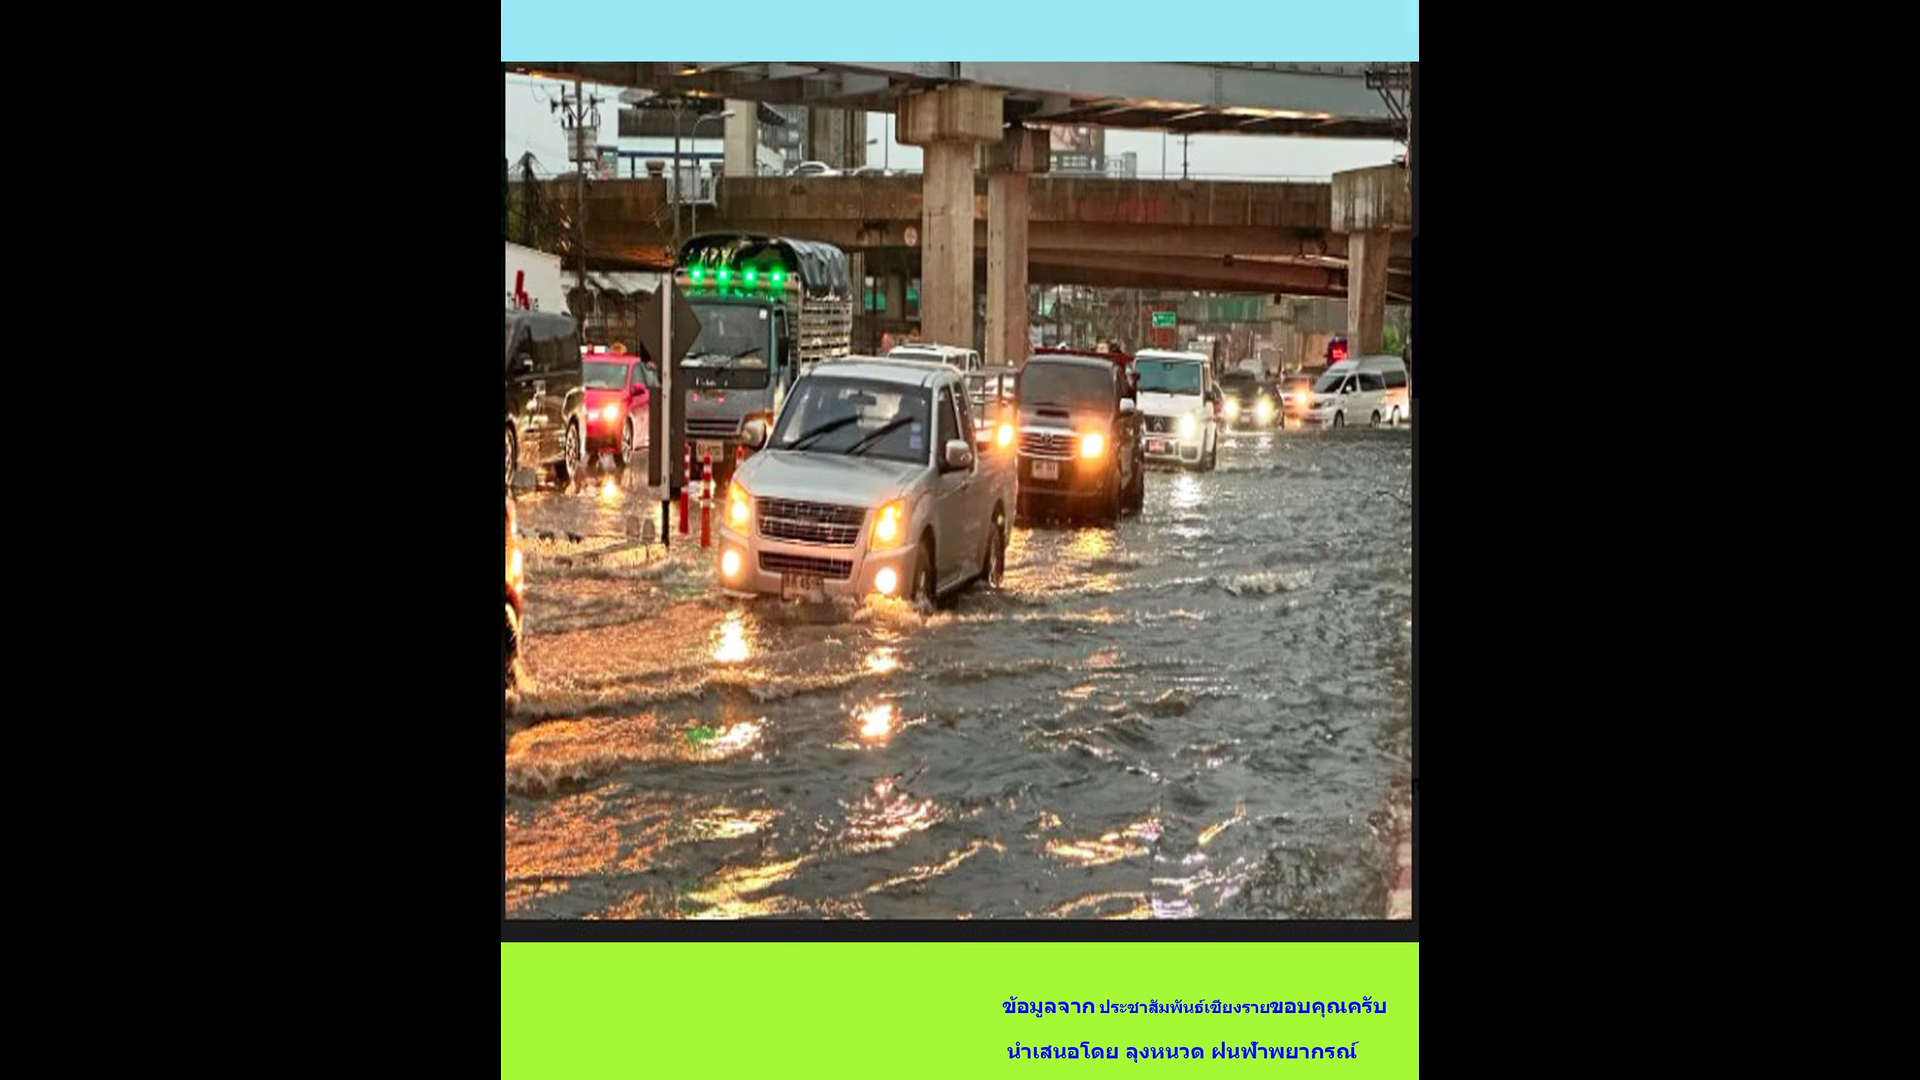 ข้อมูลจาก ประชาสัมพันธ์เชียงรายขอบคุณครับ
นำเสนอโดย ลุงหนวด ฝนฟ้าพยากรณ์